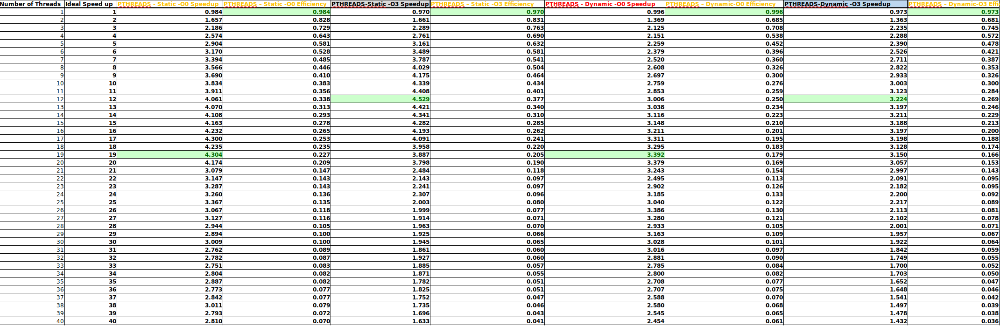 Number of Threads Ideal Speed up PTHREADS - Static -O0 Speedup PTHREADS – Static -O0 Efficiency PTHREADS-Static -O3 Speedup PTHREADS – Static -O3 Efficiency PTHREADS - Dynamic -O0 Speedup PTHREADS – Dynamic-O0 Efficiency PTHREADS-Dynamic -O3 Speedup PTHREADS – Dynamic-O3 Effi
1 1 0.984 0.984 0.970 0.970 0.996 0.996 0.973 0.973
2 2 1.657 0.828 1.661 0.831 1.369 0.685 1.363 0.681
3 3 2.186 0.729 2.289 0.763 2.125 0.708 2.235 0.745
4 4 2.574 0.643 2.761 0.690 2.151 0.538 2.288 0.572
5 5 2.904 0.581 3.161 0.632 2.259 0.452 2.390 0.478
6 6 3.170 0.528 3.489 0.581 2.379 0.396 2.526 0.421
7 7 3.394 0.485 3.787 0.541 2.520 0.360 2.711 0.387
8 8 3.566 0.446 4.029 0.504 2.608 0.326 2.822 0.353
9 9 3.690 0.410 4.175 0.464 2.697 0.300 2.933 0.326
10 10 3.834 0.383 4.339 0.434 2.759 0.276 3.003 0.300
11 11 3.911 0.356 4.408 0.401 2.853 0.259 3.123 0.284
12 12 4.061 0.338 4.529 0.377 3.006 0.250 3.224 0.269
13 13 4.070 0.313 4.421 0.340 3.038 0.234 3.197 0.246
14 14 4.108 0.293 4.341 0.310 3.116 0.223 3.211 0.229
15 15 4.163 0.278 4.282 0.285 3.148 0.210 3.188 0.213
16 16 4.232 0.265 4.193 0.262 3.211 0.201 3.197 0.200
17 17 4.300 0.253 4.091 0.241 3.311 0.195 3.198 0.188
18 18 4.235 0.235 3.958 0.220 3.295 0.183 3.128 0.174
19 19 4.304 0.227 3.887 0.205 3.392 0.179 3.150 0.166
20 20 4.174 0.209 3.798 0.190 3.379 0.169 3.057 0.153
21 21 3.079 0.147 2.484 0.118 3.243 0.154 2.997 0.143
22 22 3.147 0.143 2.143 0.097 2.495 0.113 2.091 0.095
23 23 3.287 0.143 2.241 0.097 2.902 0.126 2.182 0.095
24 24 3.260 0.136 2.307 0.096 3.185 0.133 2.200 0.092
25 25 3.367 0.135 2.003 0.080 3.040 0.122 2.217 0.089
26 26 3.067 0.118 1.999 0.077 3.386 0.130 2.113 0.081
27 27 3.127 0.116 1.914 0.071 3.280 0.121 2.102 0.078
28 28 2.944 0.105 1.963 0.070 2.933 0.105 2.001 0.071
29 29 2.894 0.100 1.925 0.066 3.163 0.109 1.957 0.067
30 30 3.009 0.100 1.945 0.065 3.028 0.101 1.922 0.064
31 31 2.762 0.089 1.861 0.060 3.016 0.097 1.842 0.059
32 32 2.782 0.087 1.927 0.060 2.881 0.090 1.749 0.055
33 33 2.751 0.083 1.885 0.057 2.785 0.084 1.700 0.052
34 34 2.804 0.082 1.871 0.055 2.800 0.082 1.703 0.050
35 35 2.887 0.082 1.782 0.051 2.708 0.077 1.652 0.047
36 36 2.773 0.077 1.825 0.051 2.707 0.075 1.648 0.046
37 37 2.842 0.077 1.752 0.047 2.588 0.070 1.541 0.042
38 38 3.011 0.079 1.735 0.046 2.580 0.068 1.497 0.039
39 39 2.793 0.072 1.696 0.043 2.545 0.065 1.478 0.038
40 40 2.810 0.070 1.633 0.041 2.454 0.061 1.432 0.036